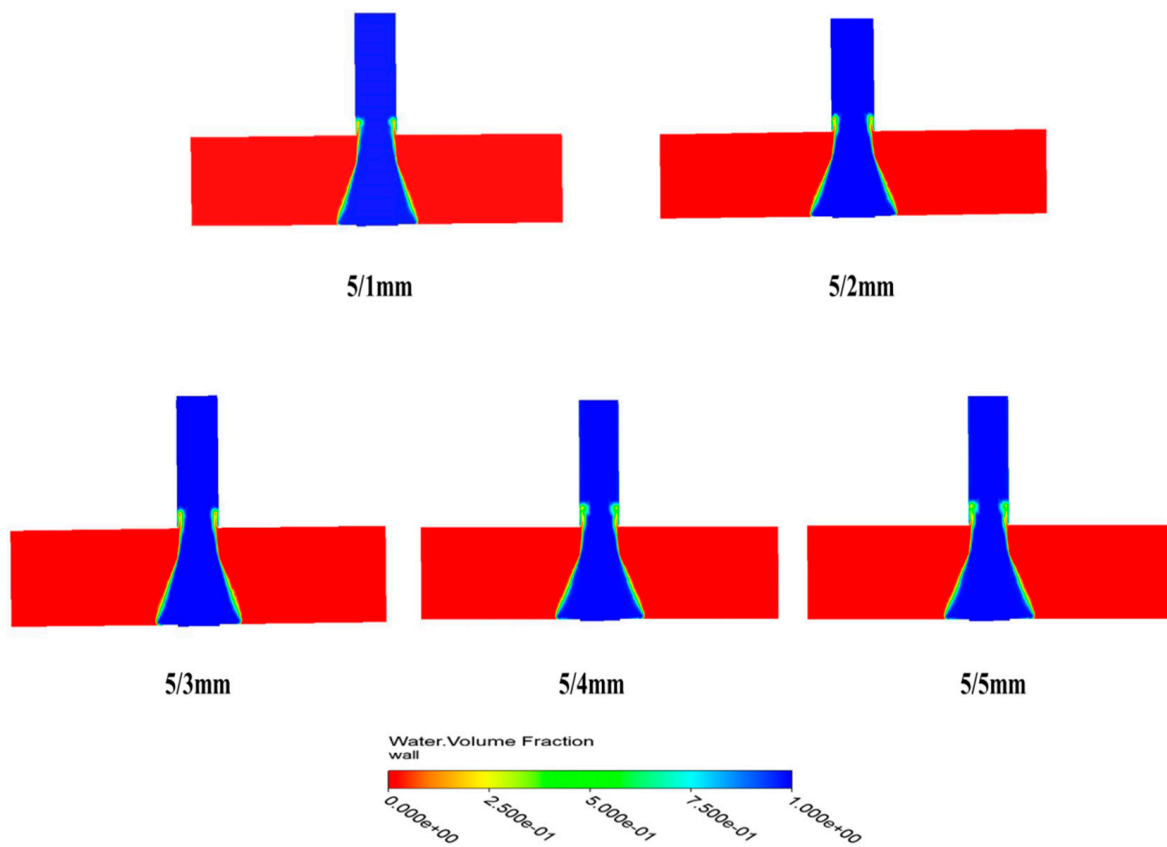 5/1mm
5/2mm
5/3mm
5/4mm
5/5mm
Water.Volume Fraction
wall
0.000e+00
2.500e-01
5.000e-01
7.500e-01
1.000e+00